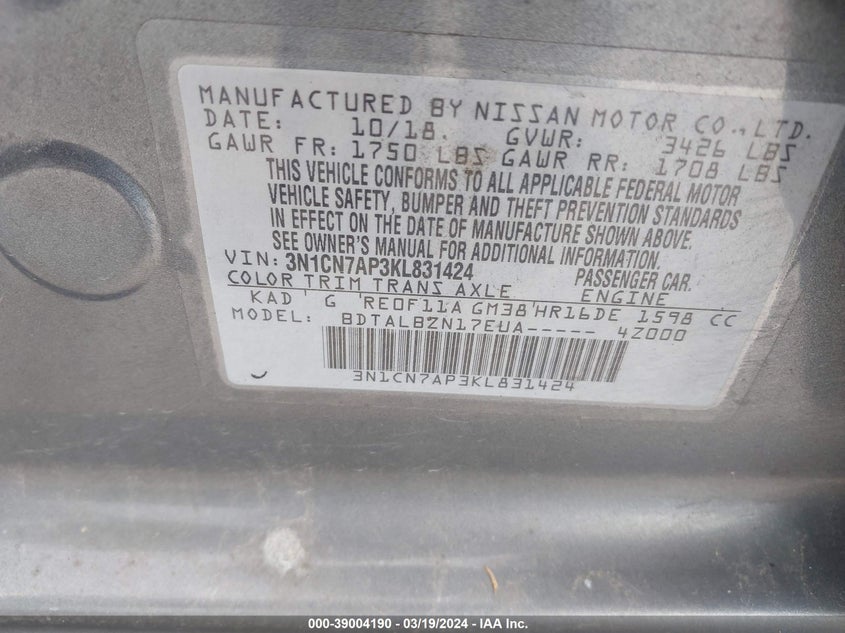 MANUFACTURED BY NISSAN MOTOR CO.,LTD.
DATE: 10/18. GVWR: 3426 LBS
GAWR FR: 1750 LBS GAWR RR: 1708 LBS
THIS VEHICLE CONFORMS TO ALL APPLICABLE FEDERAL MOTOR
VEHICLE SAFETY, BUMPER AND THEFT PREVENTION STANDARDS
IN EFFECT ON THE DATE OF MANUFACTURE SHOWN ABOVE.
SEE OWNER'S MANUAL FOR ADDITIONAL INFORMATION.
VIN: 3N1CN7AP3KL831424 PASSENGER CAR.
COLOR TRIM TRANS AXLE ENGINE
KAD G RE0F11A GM38 HR16DE 1598 CC
MODEL: BDTALBZN17EUA----- 4Z000
3N1CN7AP3KL831424
000-39004190 - 03/19/2024 - IAA Inc.